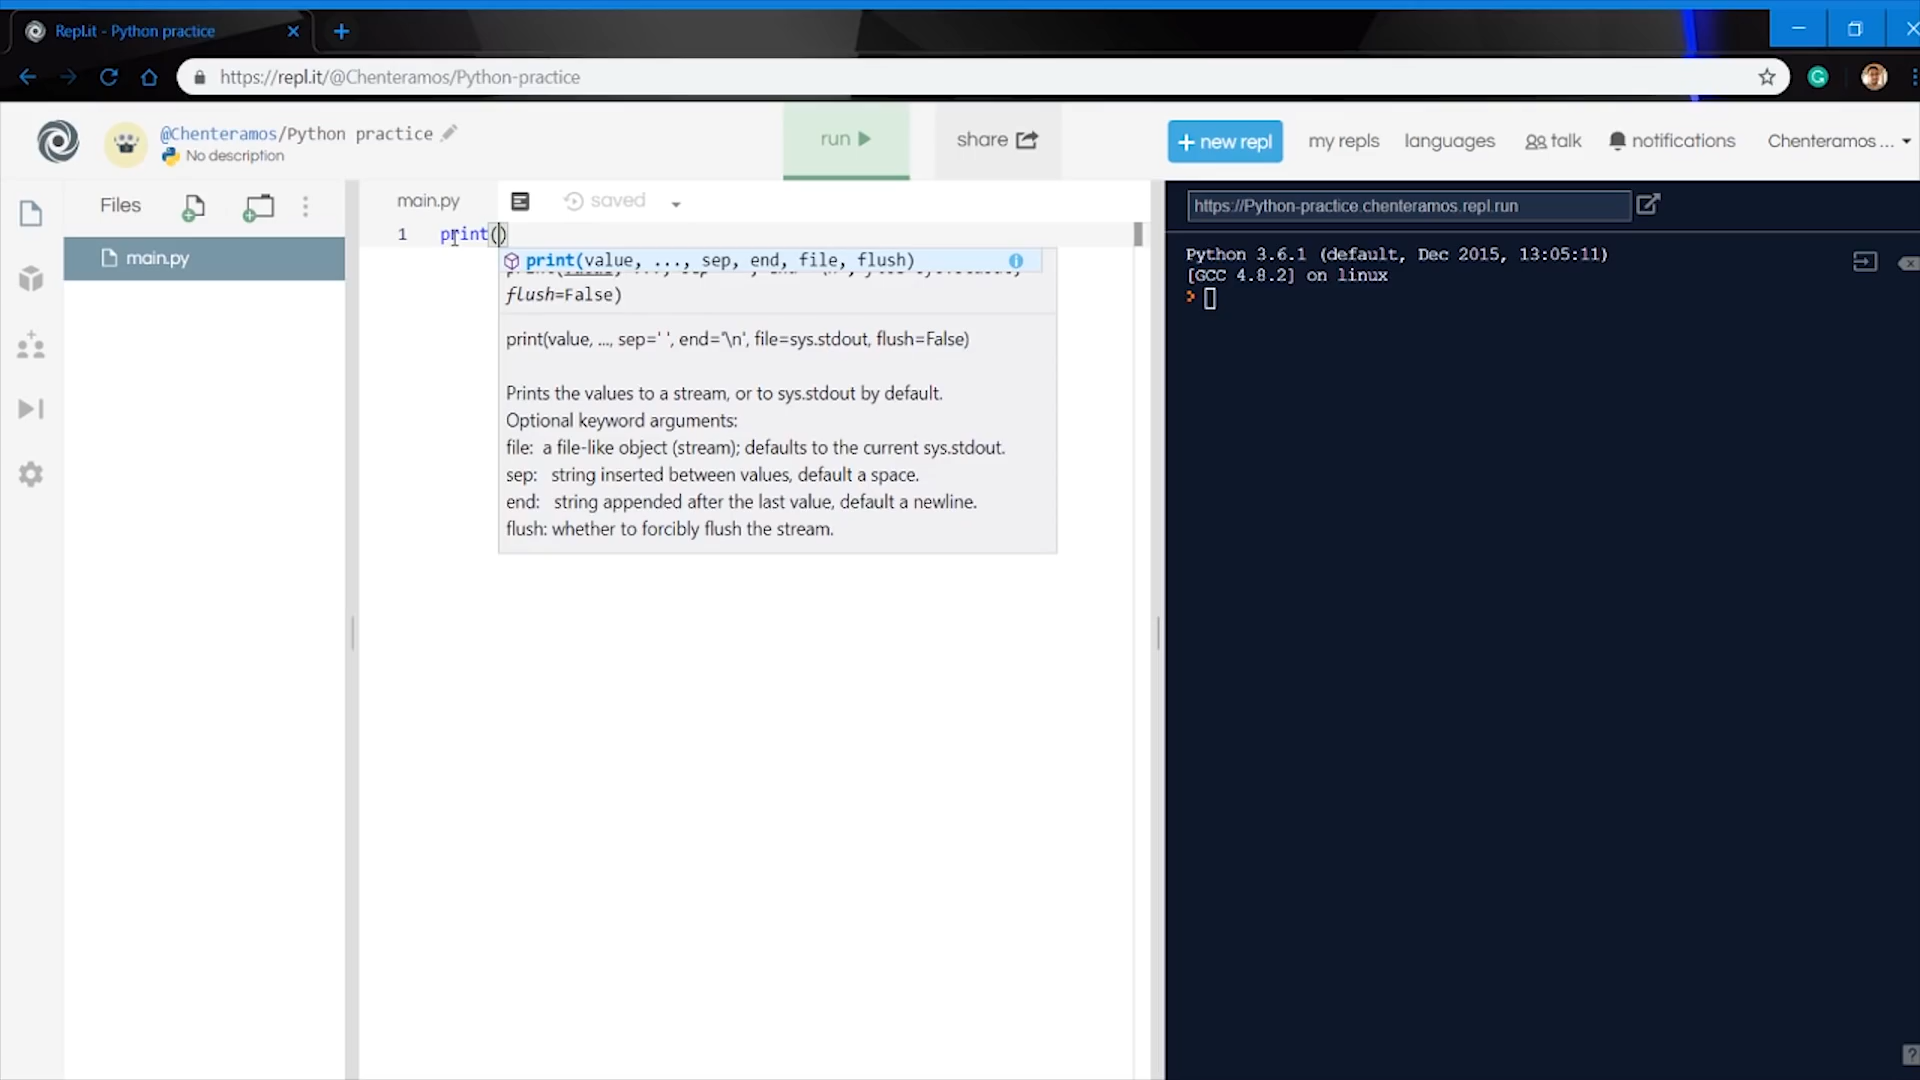 Repl.it - Python practice
https://repl.it/@Chenteramos/Python-practice
@Chenteramos/Python practice
No description
run
share
+ new repl
my repls
languages
talk
notifications
Chenteramos ...
Files
main.py
main.py
saved
1 print()
print(value, ..., sep, end, file, flush)
flush=False)
print(value, ..., sep=' ', end='\n', file=sys.stdout, flush=False)
Prints the values to a stream, or to sys.stdout by default.
Optional keyword arguments:
file: a file-like object (stream); defaults to the current sys.stdout.
sep: string inserted between values, default a space.
end: string appended after the last value, default a newline.
flush: whether to forcibly flush the stream.
https://Python-practice.chenteramos.repl.run
Python 3.6.1 (default, Dec 2015, 13:05:11)
[GCC 4.8.2] on linux